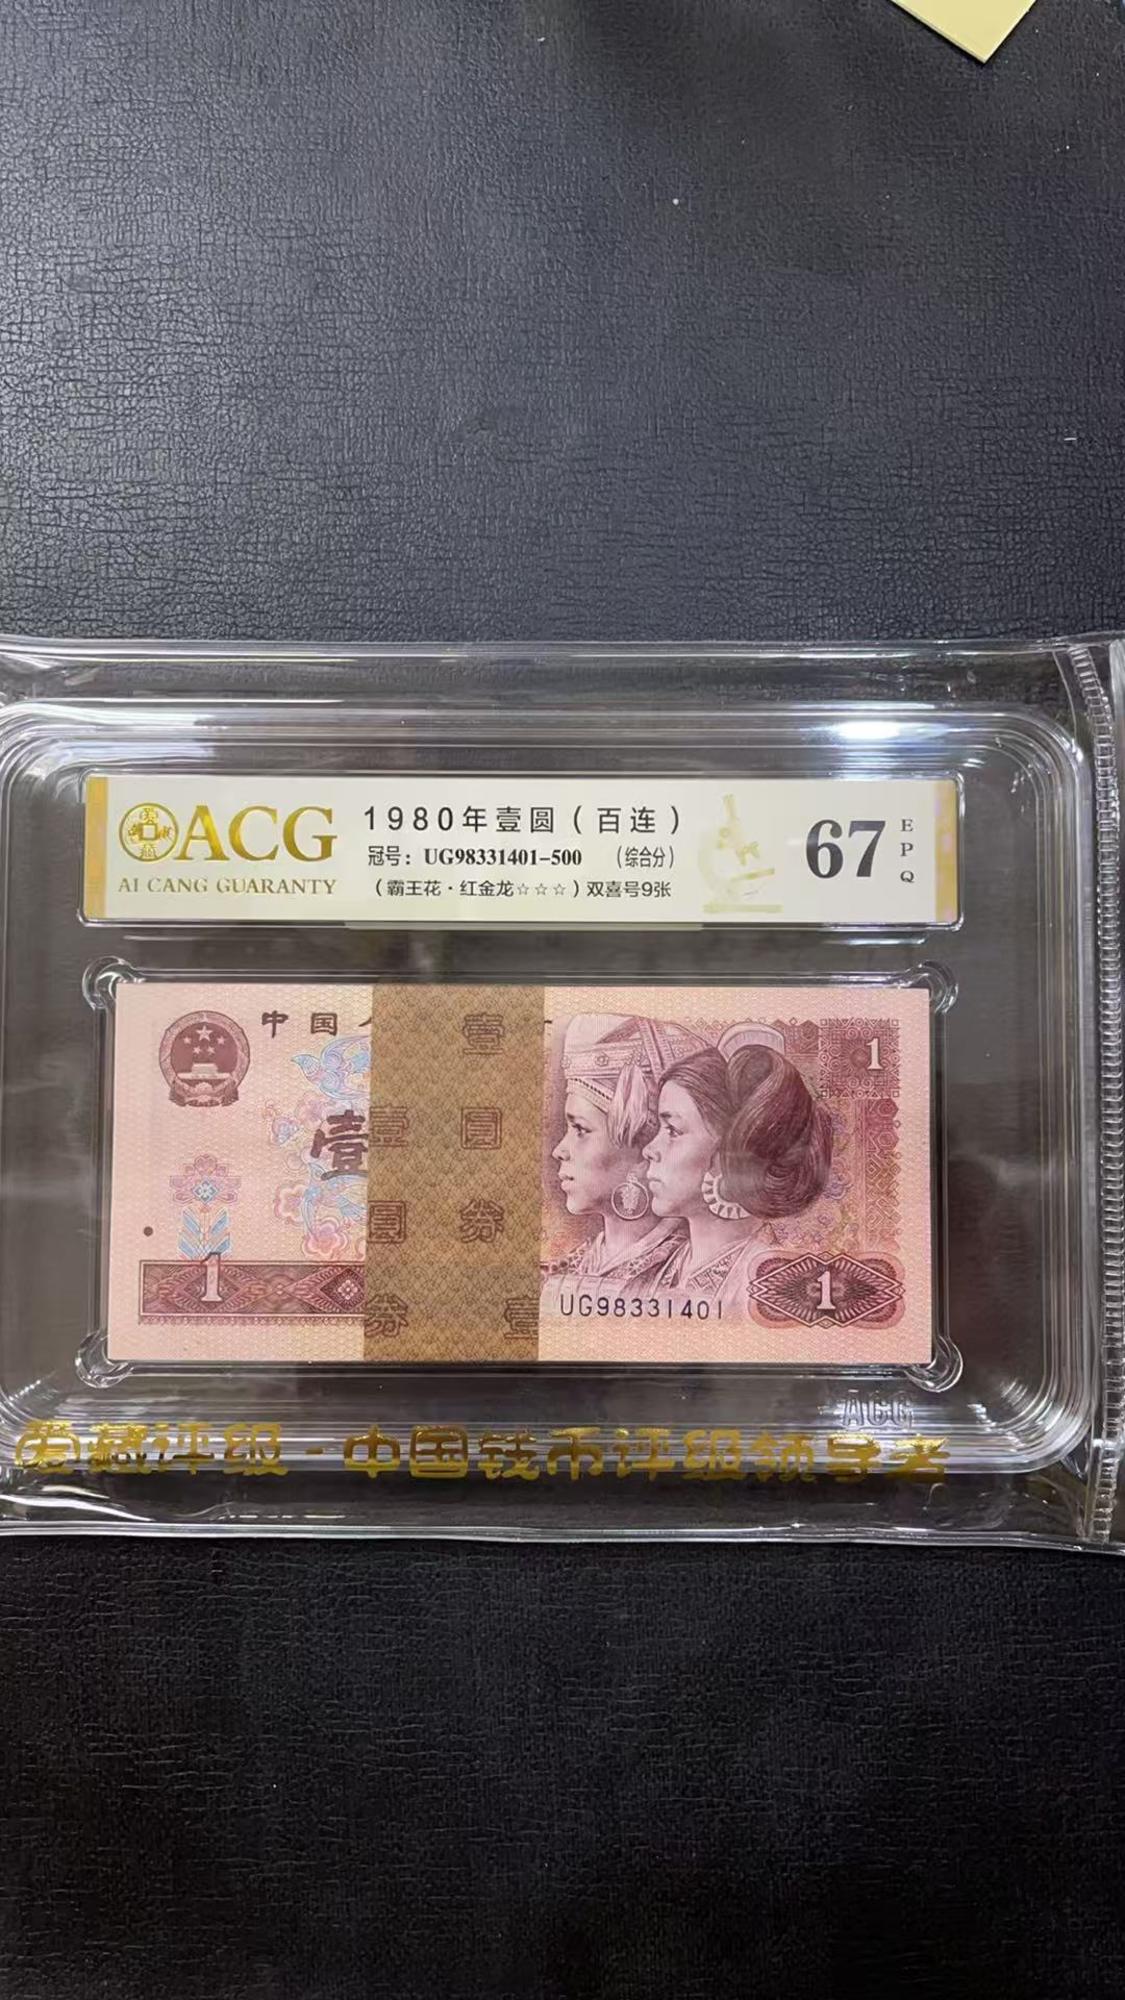 ACG
AI CANG GUARANTY
1980年壹圆（百连）
冠号：UG98331401-500 （综合分）
（霸王花·红金龙☆☆☆）双喜号9张
67
EPQ
中国人
壹
壹圆券
壹圆券
壹
1
1
UG98331401
1
ACG
爱藏评级-中国钱币评级领导者